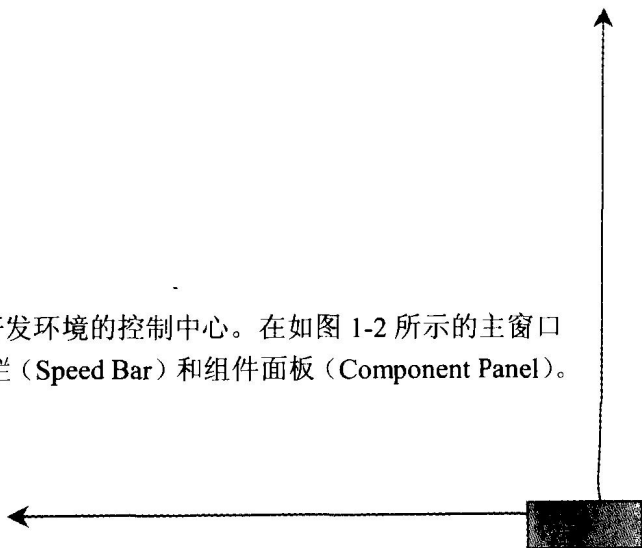 发环境的控制中心。在如图 1-2 所示的主窗口
栏（Speed Bar）和组件面板（Component Panel）。